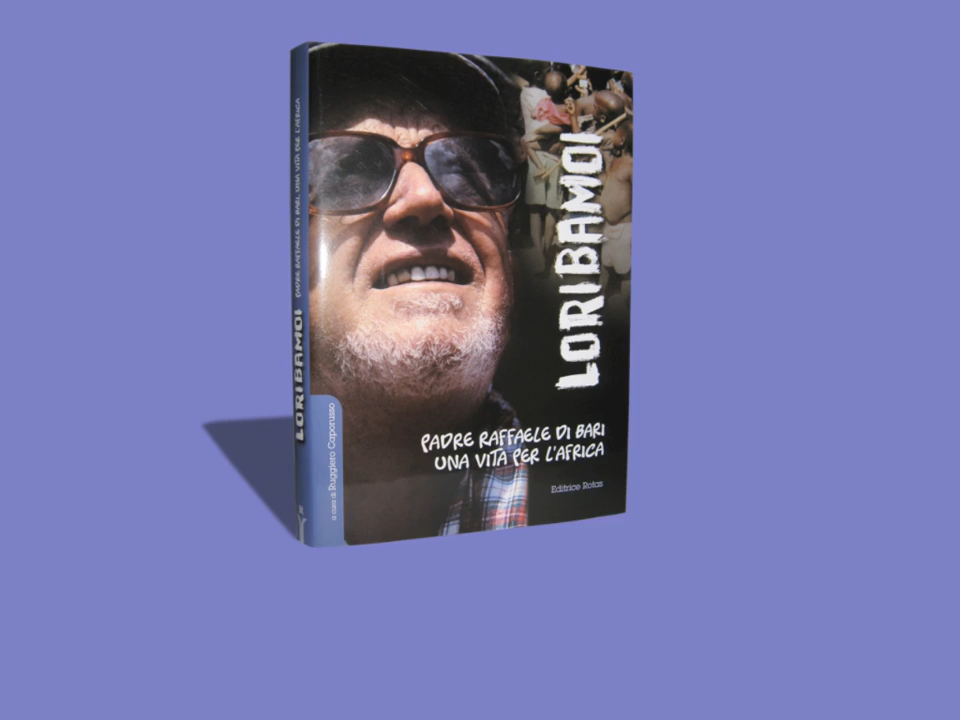 LORIBAMOI
PADRE RAFFAELE DI BARI
UNA VITA PER L'AFRICA
Editrice Rotas
a cura di Ruggiero Caporusso
LORIBAMOI PADRE RAFFAELE DI BARI, UNA VITA PER L'AFRICA